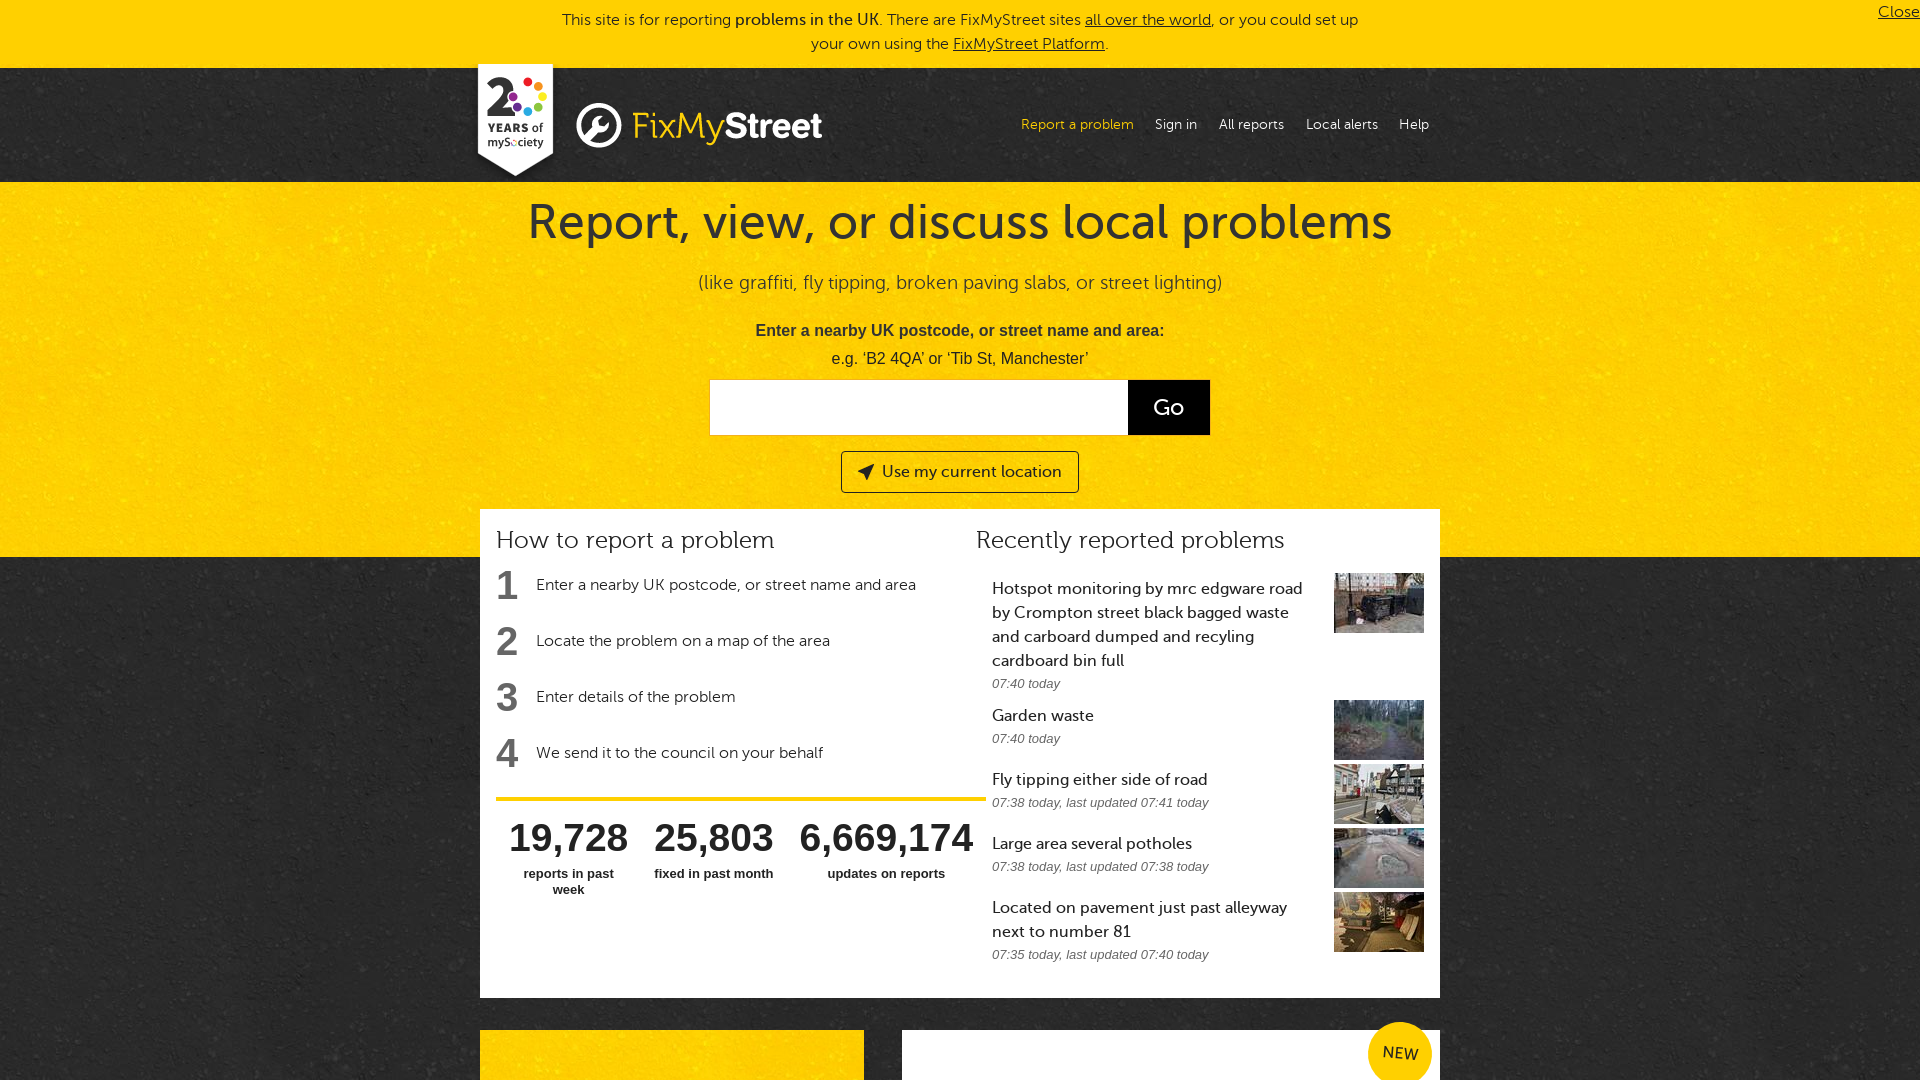 This site is for reporting problems in the UK. There are FixMyStreet sites all over the world, or you could set up
your own using the FixMyStreet Platform.
Close
20
YEARS of
mySociety
FixMyStreet
Report a problem
Sign in
All reports
Local alerts
Help
Report, view, or discuss local problems
(like graffiti, fly tipping, broken paving slabs, or street lighting)
Enter a nearby UK postcode, or street name and area:
e.g. ‘B2 4QA’ or ‘Tib St, Manchester’
Go
Use my current location
How to report a problem
1 Enter a nearby UK postcode, or street name and area
2 Locate the problem on a map of the area
3 Enter details of the problem
4 We send it to the council on your behalf
19,728
reports in past
week
25,803
fixed in past month
6,669,174
updates on reports
Recently reported problems
Hotspot monitoring by mrc edgware road
by Crompton street black bagged waste
and carboard dumped and recyling
cardboard bin full
07:40 today
Garden waste
07:40 today
Fly tipping either side of road
07:38 today, last updated 07:41 today
Large area several potholes
07:38 today, last updated 07:38 today
Located on pavement just past alleyway
next to number 81
07:35 today, last updated 07:40 today
NEW